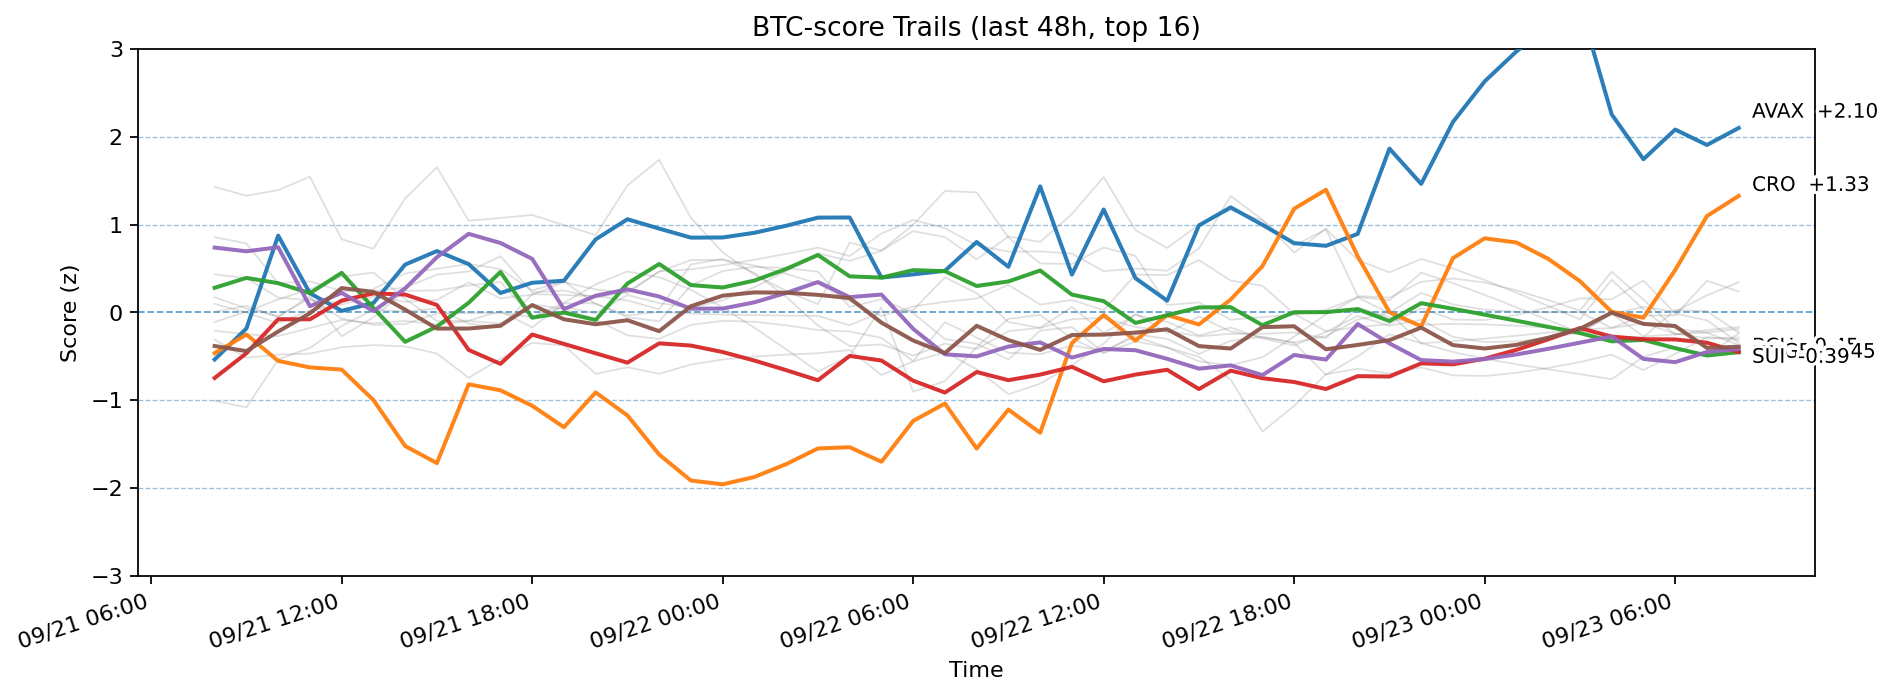 BTC-score Trails (last 48h, top 16)
Score (z)
3
2
1
0
−1
−2
−3
AVAX +2.10
CRO +1.33
SUI -0.39
09/21 06:00
09/21 12:00
09/21 18:00
09/22 00:00
09/22 06:00
09/22 12:00
09/22 18:00
09/23 00:00
09/23 06:00
Time